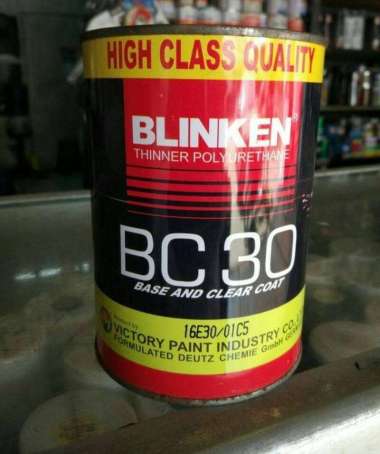 HIGH CLASS QUALITY
BLINKEN®
THINNER POLYURETHANE
BC 30
BASE AND CLEAR COAT
16E30/01C5
VICTORY PAINT INDUSTRY CO.
FORMULATED DEUTZ CHEMIE GmbH